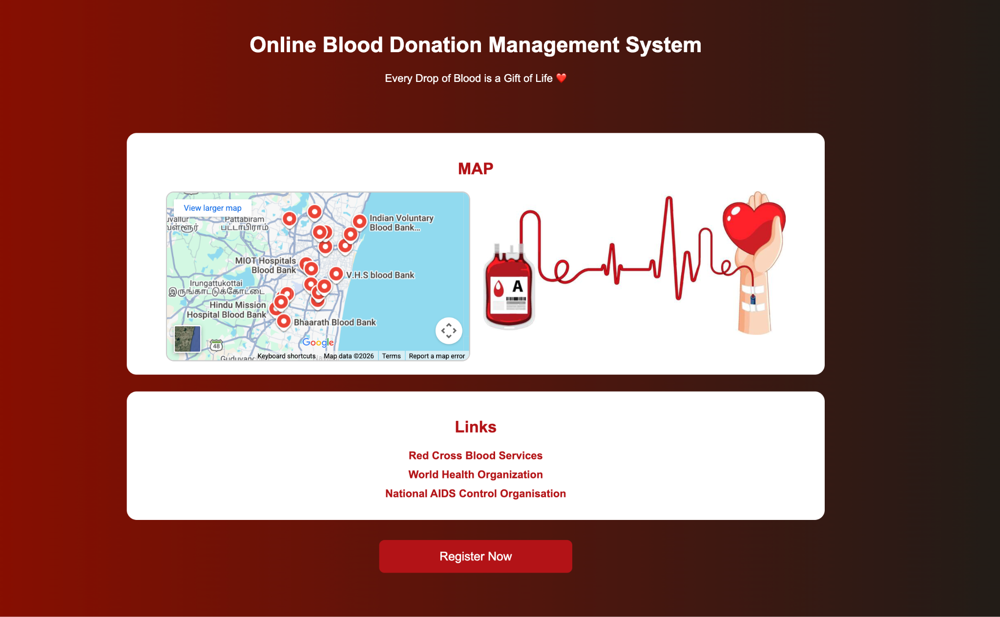 Online Blood Donation Management System
Every Drop of Blood is a Gift of Life ❤️
MAP
View larger map
Pattabiram
பட்டாபிராம்
Indian Voluntary
Blood Bank...
MIOT Hospitals
Blood Bank
V.H.S blood Bank
Irungattukottai
இருங்காட்டுக்கோட்டை
Hindu Mission
Hospital Blood Bank
Bhaarath Blood Bank
48
Google
Keyboard shortcuts
Map data ©2026
Terms
Report a map error
A
Links
Red Cross Blood Services
World Health Organization
National AIDS Control Organisation
Register Now